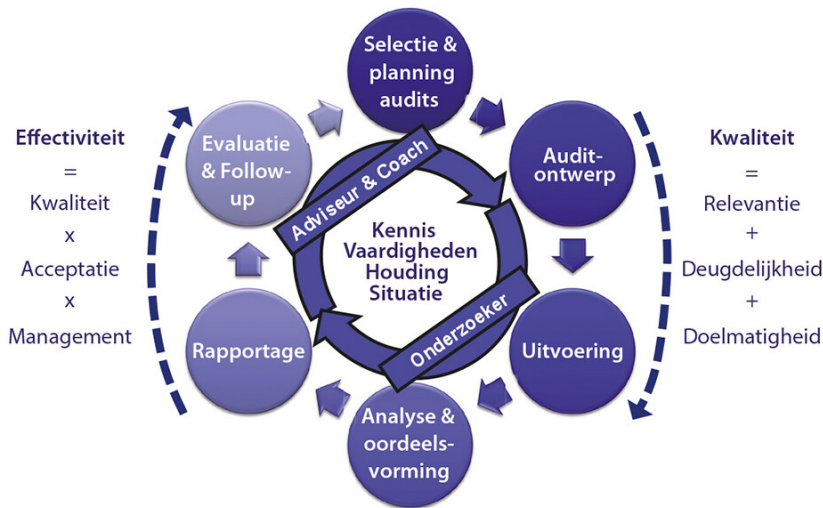 Selectie &
planning
audits
Evaluatie
& Follow-
up
Audit-
ontwerp
Adviseur & Coach
Kennis
Vaardigheden
Houding
Situatie
Onderzoeker
Rapportage
Uitvoering
Analyse &
oordeels-
vorming
Effectiviteit
=
Kwaliteit
x
Acceptatie
x
Management
Kwaliteit
=
Relevantie
+
Deugdelijkheid
+
Doelmatigheid